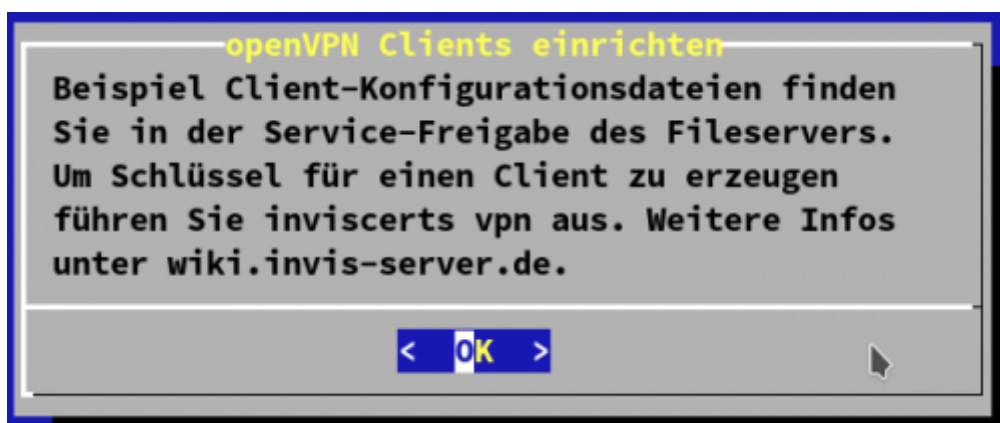 openVPN Clients einrichten
Beispiel Client-Konfigurationsdateien finden
Sie in der Service-Freigabe des Fileservers.
Um Schlüssel für einen Client zu erzeugen
führen Sie inviscerts vpn aus. Weitere Infos
unter wiki.invis-server.de.
<  OK  >